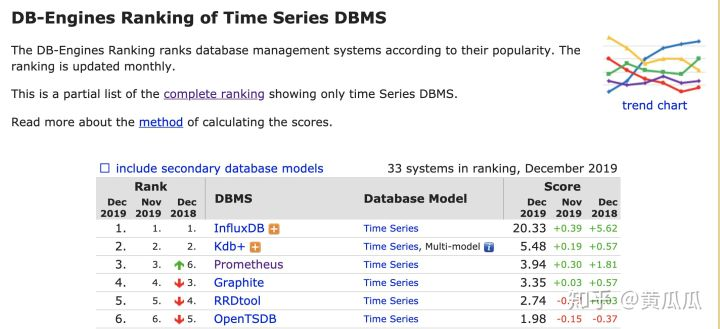 DB-Engines Ranking of Time Series DBMS
The DB-Engines Ranking ranks database management systems according to their popularity. The
ranking is updated monthly.
This is a partial list of the complete ranking showing only time Series DBMS.
Read more about the method of calculating the scores.
trend chart
include secondary database models 33 systems in ranking, December 2019
Rank DBMS Database Model Score
Dec 2019 Nov 2019 Dec 2018 Dec 2019 Nov 2019 Dec 2018
1. 1. 1. InfluxDB Time Series 20.33 +0.39 +5.62
2. 2. 2. Kdb+ Time Series, Multi-model 5.48 +0.19 +0.57
3. 3. 6. Prometheus Time Series 3.94 +0.30 +1.81
4. 4. 3. Graphite Time Series 3.35 +0.03 +0.57
5. 5. 4. RRDtool Time Series 2.74
6. 6. 5. OpenTSDB Time Series 1.98 -0.15 -0.37
知乎 @黄瓜瓜